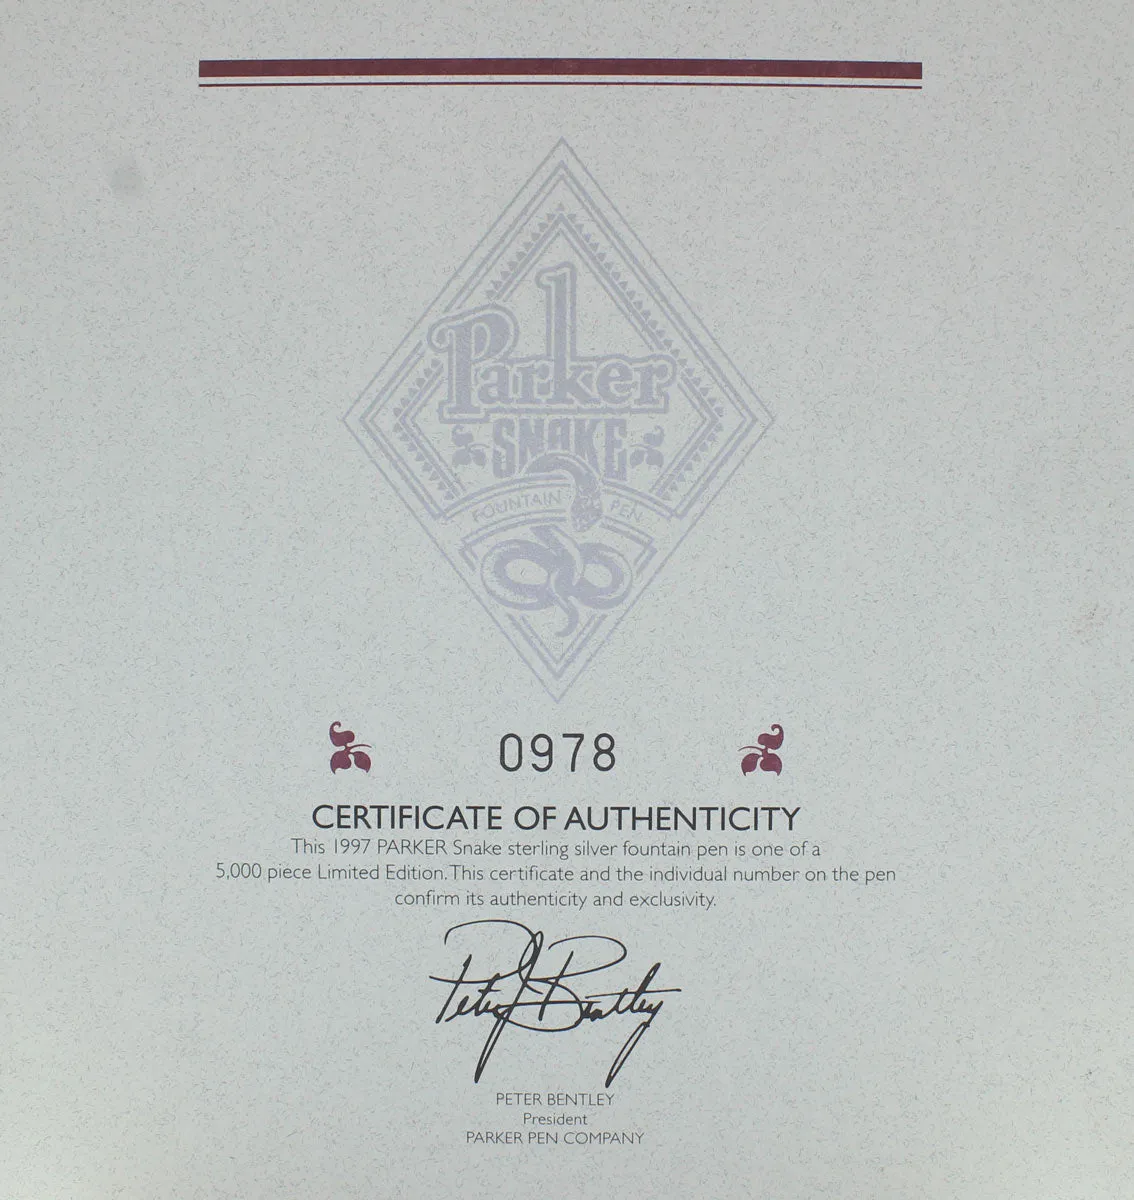 Parker
SNAKE
FOUNTAIN PEN
0978
CERTIFICATE OF AUTHENTICITY
This 1997 PARKER Snake sterling silver fountain pen is one of a
5,000 piece Limited Edition. This certificate and the individual number on the pen
confirm its authenticity and exclusivity.
Peter J Bentley
PETER BENTLEY
President
PARKER PEN COMPANY